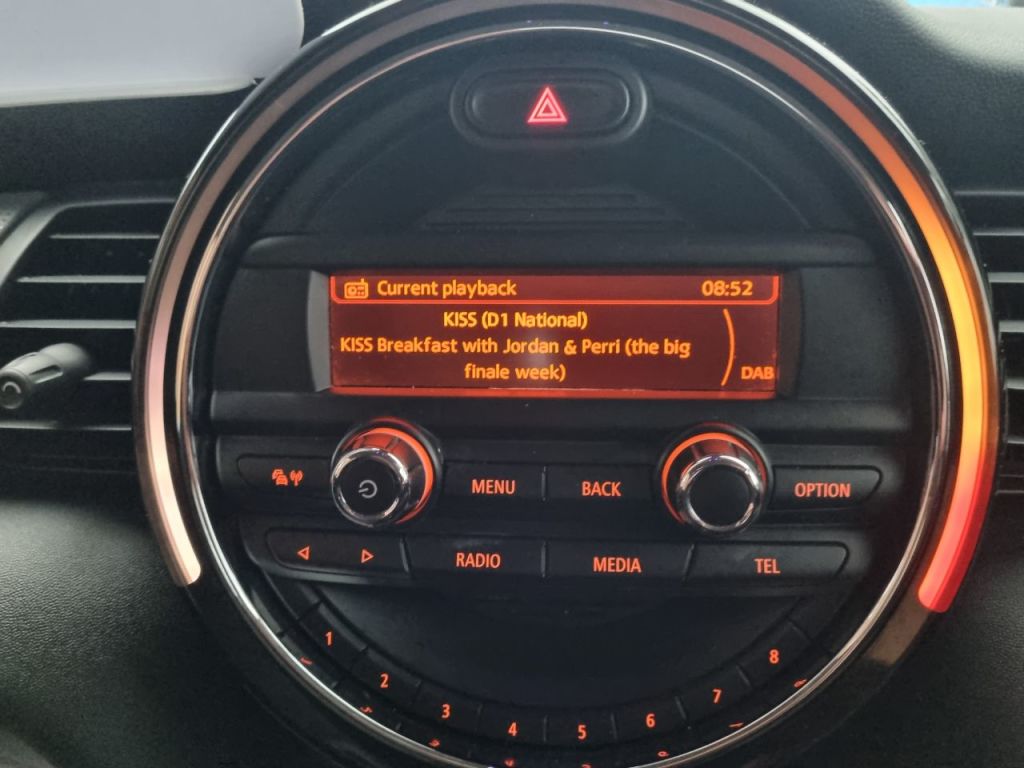 Current playback 08:52
KISS (D1 National)
KISS Breakfast with Jordan & Perri (the big
finale week)
DAB
MENU BACK OPTION
RADIO MEDIA TEL
1 2 3 4 5 6 7 8